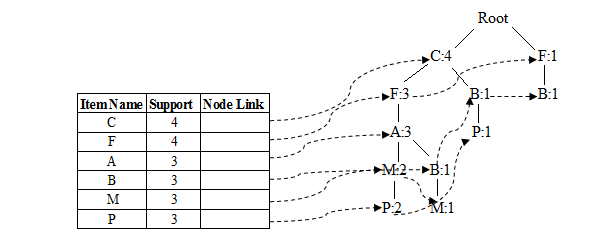 Root
C:4 F:1
F:3 B:1 B:1
Item Name Support Node Link
C 4
F 4
A 3
B 3
M 3
P 3
A:3 P:1
M:2 B:1
P:2 M:1